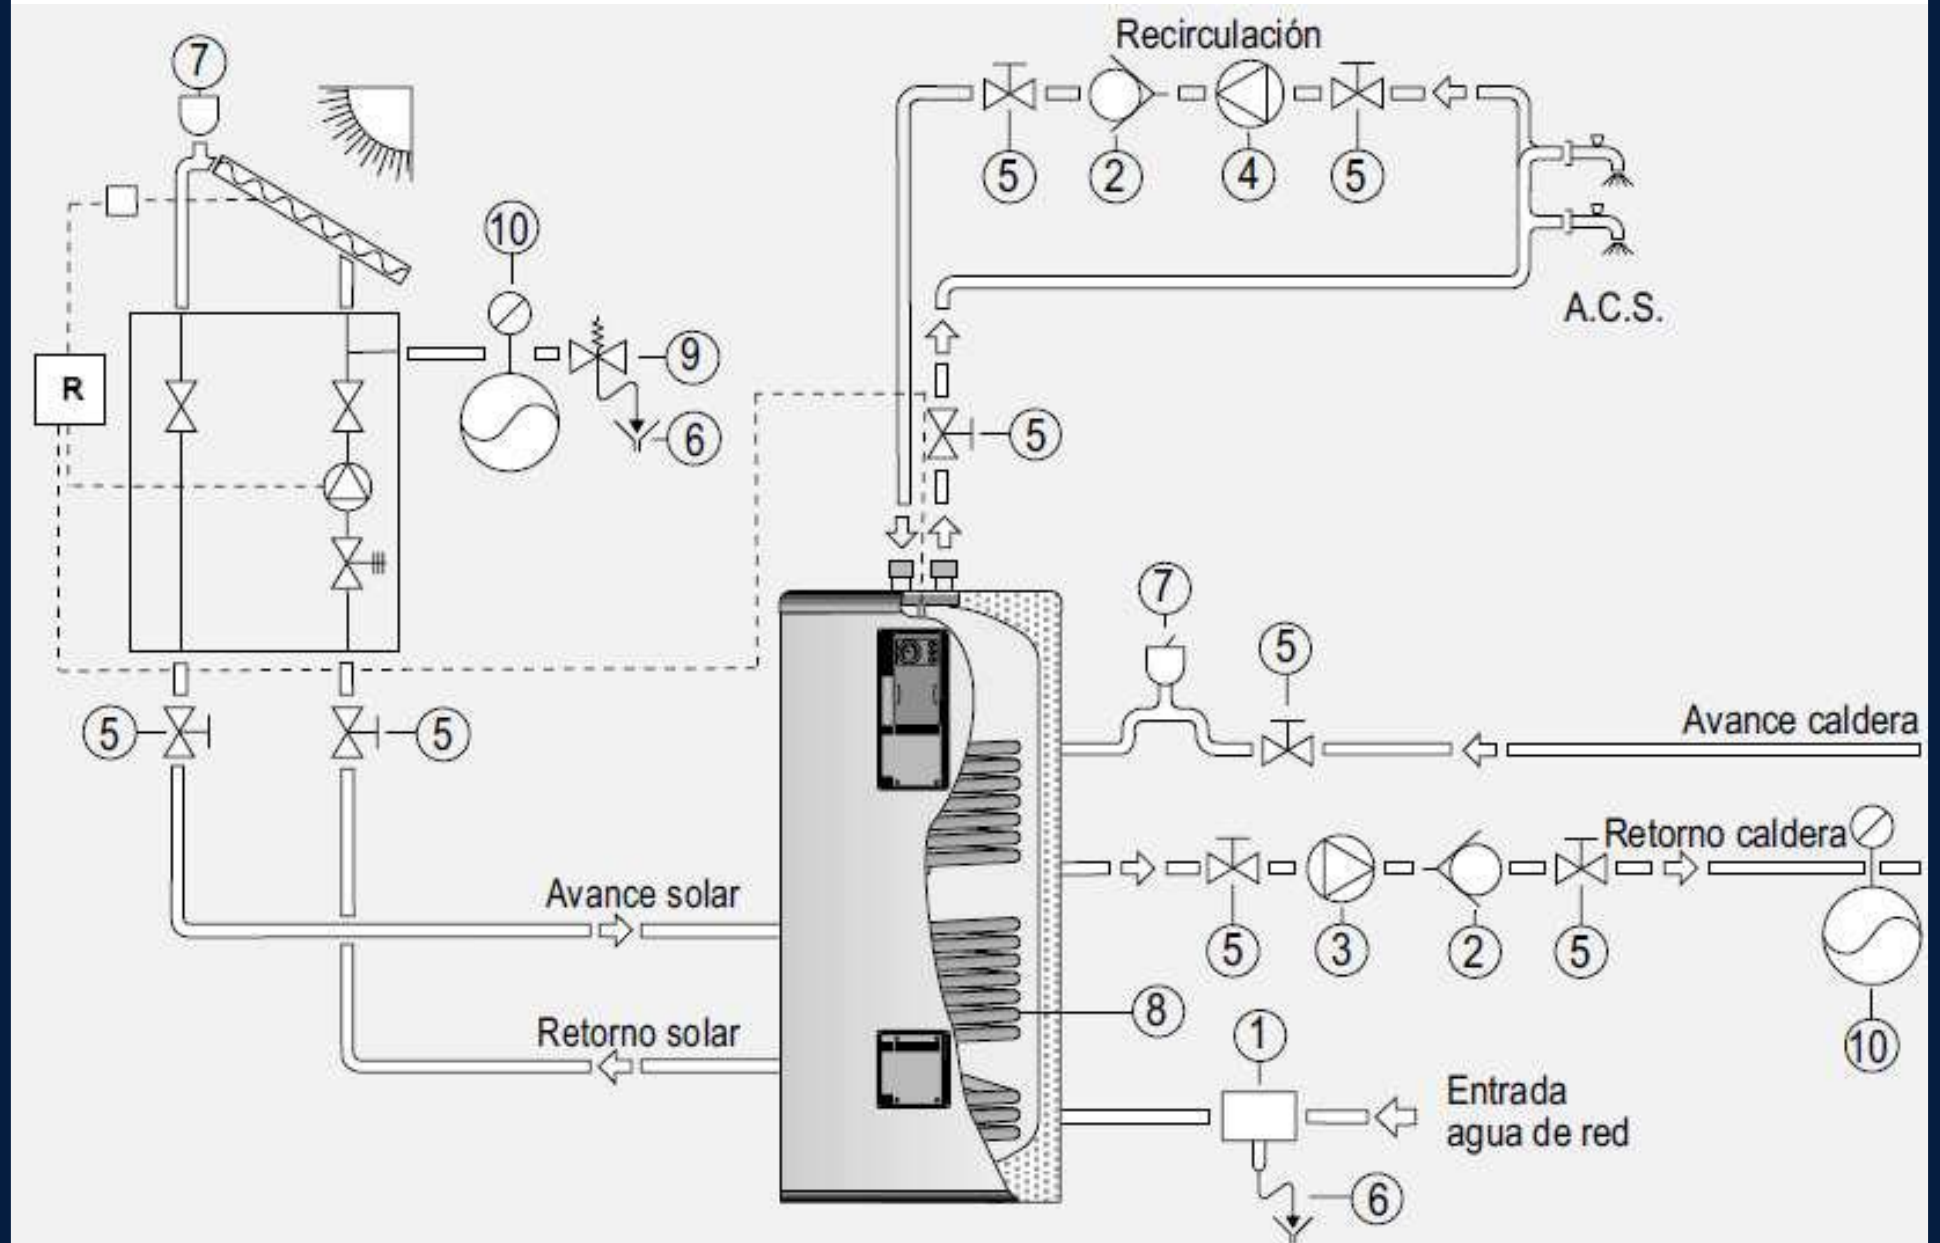 Recirculación
7
5
2
4
5
10
A.C.S.
9
R
6
5
7
5
5
5
Avance caldera
Retorno caldera
Avance solar
5
3
2
5
8
Retorno solar
1
10
Entrada
agua de red
6